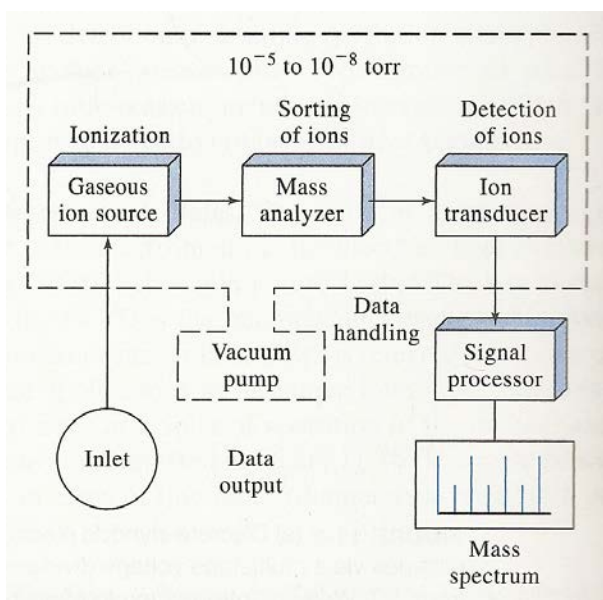 10⁻⁵ to 10⁻⁸ torr
Ionization
Sorting
of ions
Detection
of ions
Gaseous
ion source
Mass
analyzer
Ion
transducer
Data
handling
Vacuum
pump
Signal
processor
Inlet
Data
output
Mass
spectrum